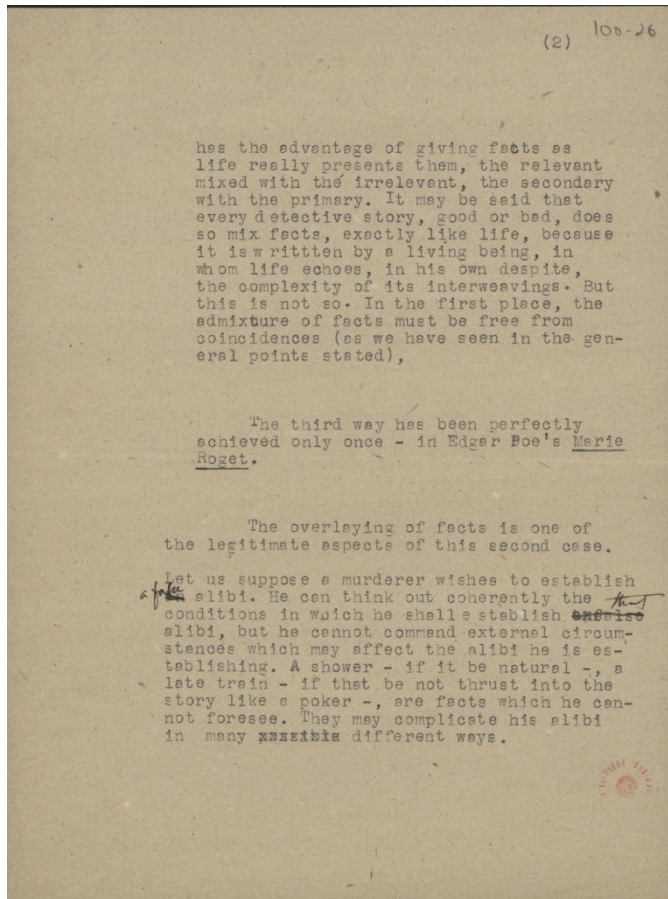 (2)
100-26
has the advantage of giving facts as
life really presents them, the relevant
mixed with the irrelevant, the secondary
with the primary. It may be said that
every detective story, good or bad, does
so mix facts, exactly like life, because
it is w rittten by a living being, in
whom life echoes, in his own despite,
the complexity of its interweavings. But
this is not so. In the first place, the
admixture of facts must be free from
coincidences (as we have seen in the gen-
eral points stated),
The third way has been perfectly
achieved only once - in Edgar Poe's Marie
Roget.
The overlaying of facts is one of
the legitimate aspects of this second case.
Let us suppose a murderer wishes to establish
a false an alibi. He can think out coherently the
conditions in which he shall e stablish an false that
alibi, but he cannot command external circum-
stances which may affect the alibi he is es-
tablishing. A shower - if it be natural -, a
late train - if that be not thrust into the
story like a poker -, are facts which he can-
not foresee. They may complicate his alibi
in many possible different ways.